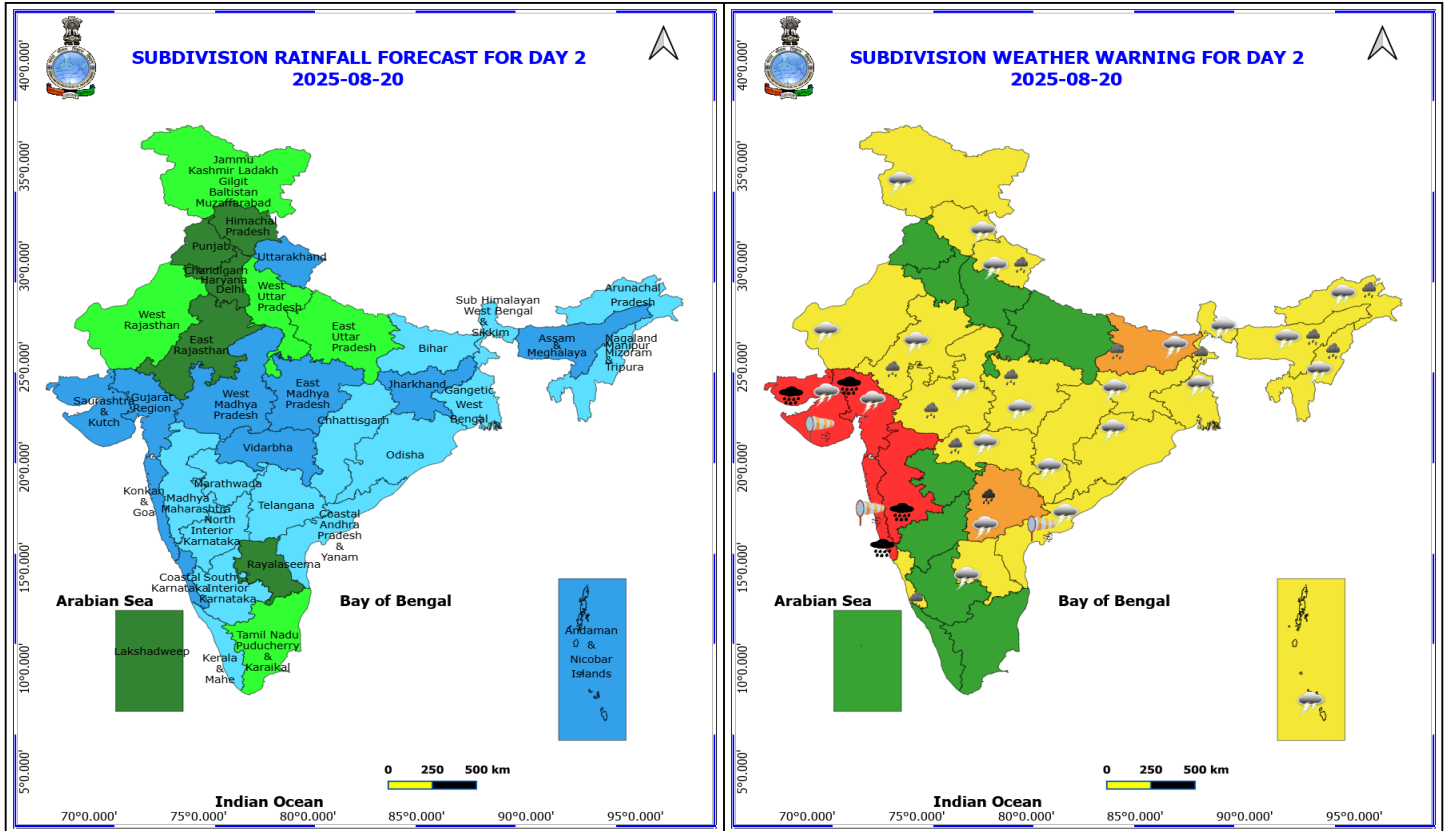 SUBDIVISION RAINFALL FORECAST FOR DAY 2
2025-08-20
40°0.000'
35°0.000'
30°0.000'
25°0.000'
20°0.000'
15°0.000'
10°0.000'
5°0.000'
Jammu
Kashmir Ladakh
Gilgit
Baltistan
Muzaffarabad
Himachal
Pradesh
Punjab
Uttarakhand
Chandigarh
Haryana
Delhi
West
Uttar
Pradesh
West
Rajasthan
East
Rajasthan
East
Uttar
Pradesh
Sub Himalayan
West Bengal
&
Sikkim
Arunachal
Pradesh
Assam
&
Meghalaya
Nagaland
Manipur
Mizoram
&
Tripura
Bihar
Jharkhand
Gangetic
West
Bengal
Saurashtra
&
Kutch
Gujarat
Region
West
Madhya
Pradesh
East
Madhya
Pradesh
Chhattisgarh
Vidarbha
Odisha
Konkan
&
Goa
Madhya
Maharashtra
Marathwada
Telangana
North
Interior
Karnataka
Coastal
Andhra
Pradesh
&
Yanam
Rayalaseema
Coastal
Karnataka
South
Interior
Karnataka
Tamil Nadu
Puducherry
&
Karaikal
Kerala
&
Mahe
Lakshadweep
Andaman
&
Nicobar
Islands
Arabian Sea
Bay of Bengal
Indian Ocean
0 250 500 km
70°0.000' 75°0.000' 80°0.000' 85°0.000' 90°0.000' 95°0.000'
SUBDIVISION WEATHER WARNING FOR DAY 2
2025-08-20
40°0.000'
35°0.000'
30°0.000'
25°0.000'
20°0.000'
15°0.000'
10°0.000'
5°0.000'
Arabian Sea
Bay of Bengal
Indian Ocean
0 250 500 km
70°0.000' 75°0.000' 80°0.000' 85°0.000' 90°0.000' 95°0.000'